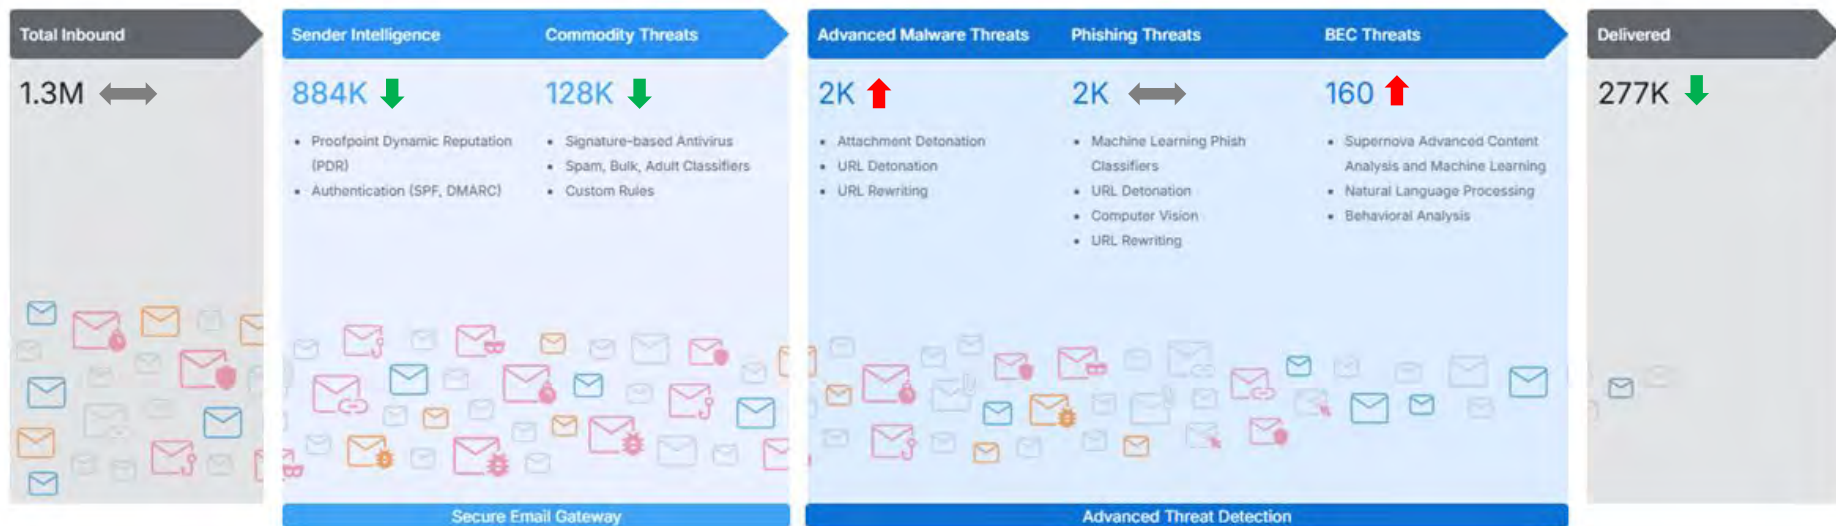 Total Inbound
1.3M
Sender Intelligence
884K
• Proofpoint Dynamic Reputation
(PDR)
• Authentication (SPF, DMARC)
Commodity Threats
128K
• Signature-based Antivirus
• Spam, Bulk, Adult Classifiers
• Custom Rules
Secure Email Gateway
Advanced Malware Threats
2K
• Attachment Detonation
• URL Detonation
• URL Rewriting
Phishing Threats
2K
• Machine Learning Phish
Classifiers
• URL Detonation
• Computer Vision
• URL Rewriting
BEC Threats
160
• Supernova Advanced Content
Analysis and Machine Learning
• Natural Language Processing
• Behavioral Analysis
Advanced Threat Detection
Delivered
277K